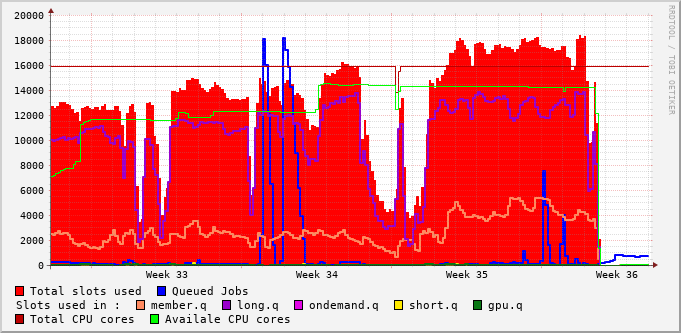 RRDTOOL / TOBI OETIKER
20000
18000
16000
14000
12000
10000
8000
6000
4000
2000
0
Week 33 Week 34 Week 35 Week 36
Total slots used Queued Jobs
Slots used in : member.q long.q ondemand.q short.q gpu.q
Total CPU cores Availale CPU cores